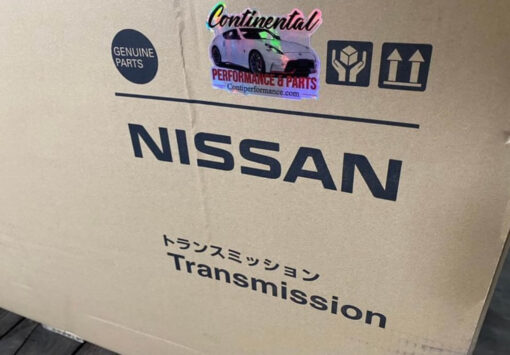 GENUINE
PARTS
Continental
PERFORMANCE & PARTS
Contiperformance.com
NISSAN
トランスミッション
Transmission